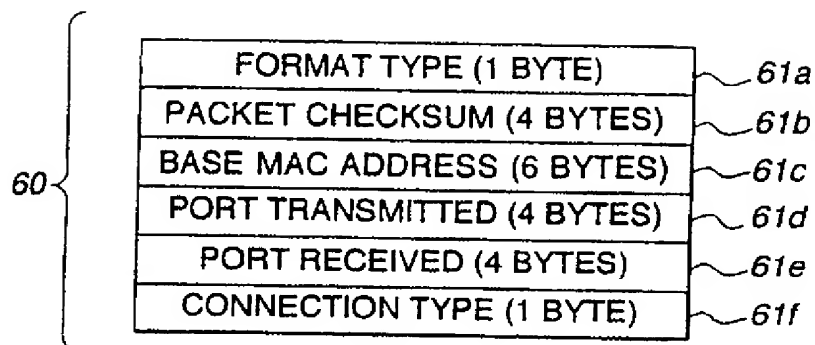 FORMAT TYPE (1 BYTE) 61a
PACKET CHECKSUM (4 BYTES) 61b
BASE MAC ADDRESS (6 BYTES) 61c
60
PORT TRANSMITTED (4 BYTES) 61d
PORT RECEIVED (4 BYTES) 61e
CONNECTION TYPE (1 BYTE) 61f